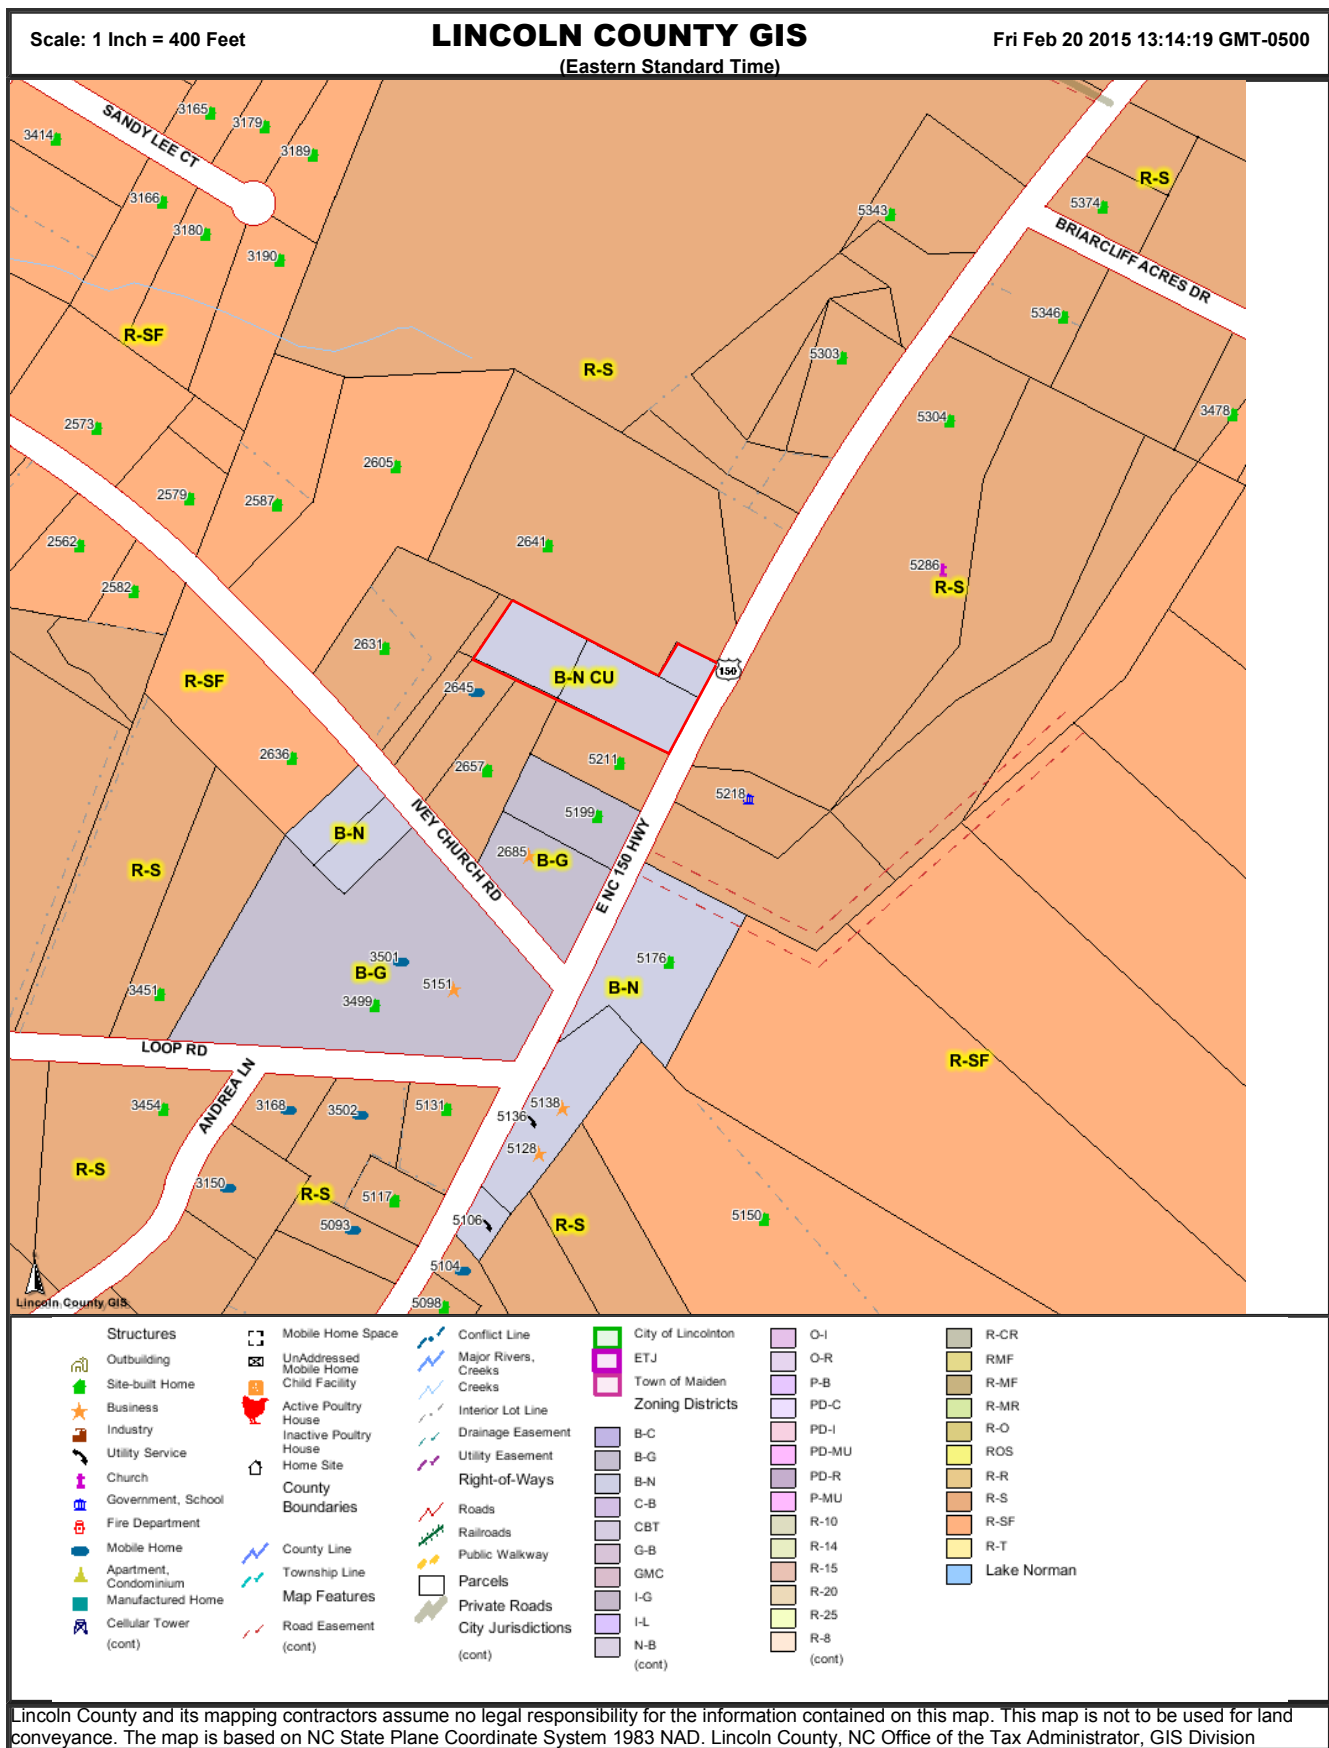 Scale: 1 Inch = 400 Feet
LINCOLN COUNTY GIS
Fri Feb 20 2015 13:14:19 GMT-0500
(Eastern Standard Time)
SANDY LEE CT
3165
3179
3189
3414
3166
3180
3190
R-SF
R-S
5343
5374
R-S
BRIARCLIFF ACRES DR
5346
5303
5304
3478
2573
2605
2579
2587
2562
2582
2641
5286
R-S
2631
150
B-N CU
R-SF
2645
2636
2657
5211
5218
5199
IVEY CHURCH RD
B-N
2685
B-G
E NC 150 HWY
R-S
3501
B-G
5151
3499
3451
5176
B-N
LOOP RD
R-SF
ANDREA LN
3454
3168
3502
5131
5138
5136
5128
R-S
3150
R-S
5117
5093
5106
R-S
5150
5104
5098
Lincoln County GIS
Structures
Outbuilding
Site-built Home
Business
Industry
Utility Service
Church
Government, School
Fire Department
Mobile Home
Apartment,
Condominium
Manufactured Home
Cellular Tower
(cont)
Mobile Home Space
UnAddressed
Mobile Home
Child Facility
Active Poultry
House
Inactive Poultry
House
Home Site
County
Boundaries
County Line
Township Line
Map Features
Road Easement
(cont)
Conflict Line
Major Rivers,
Creeks
Creeks
Interior Lot Line
Drainage Easement
Utility Easement
Right-of-Ways
Roads
Railroads
Public Walkway
Parcels
Private Roads
City Jurisdictions
(cont)
City of Lincolnton
ETJ
Town of Maiden
Zoning Districts
B-C
B-G
B-N
C-B
CBT
G-B
GMC
I-G
I-L
N-B
(cont)
O-I
O-R
P-B
PD-C
PD-I
PD-MU
PD-R
P-MU
R-10
R-14
R-15
R-20
R-25
R-8
(cont)
R-CR
RMF
R-MF
R-MR
R-O
ROS
R-R
R-S
R-SF
R-T
Lake Norman
Lincoln County and its mapping contractors assume no legal responsibility for the information contained on this map. This map is not to be used for land
conveyance. The map is based on NC State Plane Coordinate System 1983 NAD. Lincoln County, NC Office of the Tax Administrator, GIS Division